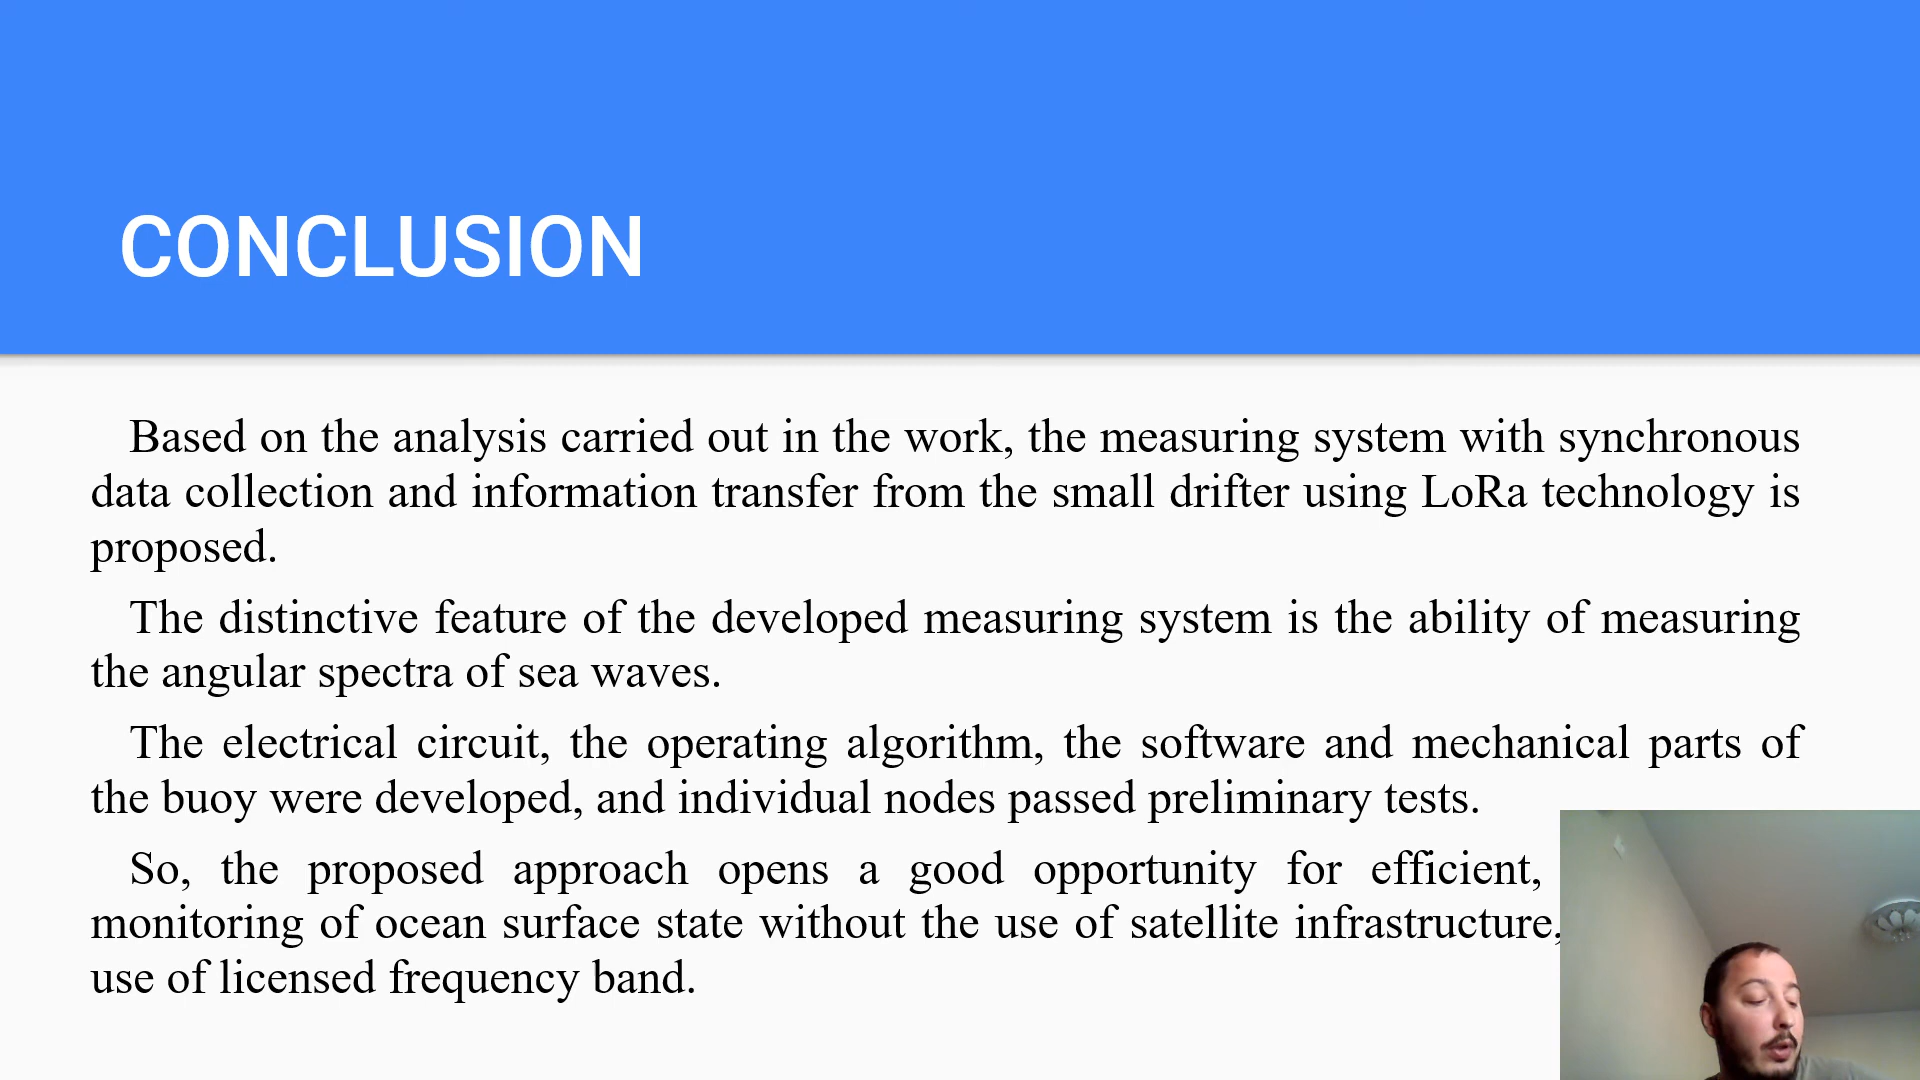 CONCLUSION
Based on the analysis carried out in the work, the measuring system with synchronous
data collection and information transfer from the small drifter using LoRa technology is
proposed.
The distinctive feature of the developed measuring system is the ability of measuring
the angular spectra of sea waves.
The electrical circuit, the operating algorithm, the software and mechanical parts of
the buoy were developed, and individual nodes passed preliminary tests.
So, the proposed approach opens a good opportunity for efficient,
monitoring of ocean surface state without the use of satellite infrastructure,
use of licensed frequency band.